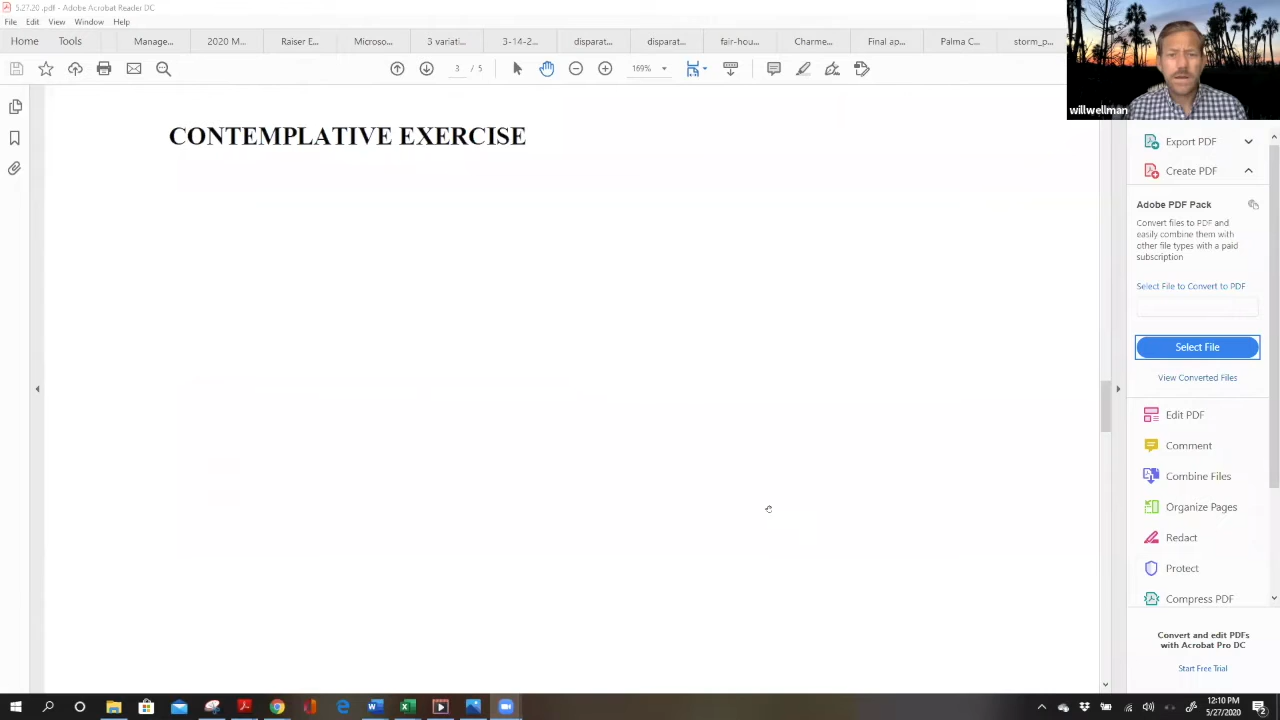 5.27.20 .pdf - Adobe Acrobat Reader DC
File Edit View Window Help
Home Tools Manage... 2020 M... Raiser E... Microso... 7 variati... 3-14-2... disparat... disparat... fair-hou... Charme... Final ap... Palma C... storm_p...
3 / 5 169%
willwellman
CONTEMPLATIVE EXERCISE
Export PDF
Create PDF
Adobe PDF Pack
Convert files to PDF and
easily combine them with
other file types with a paid
subscription
Select File to Convert to PDF
Select File
View Converted Files
Edit PDF
Comment
Combine Files
Organize Pages
Redact
Protect
Compress PDF
Convert and edit PDFs
with Acrobat Pro DC
Start Free Trial
12:10 PM
5/27/2020
2